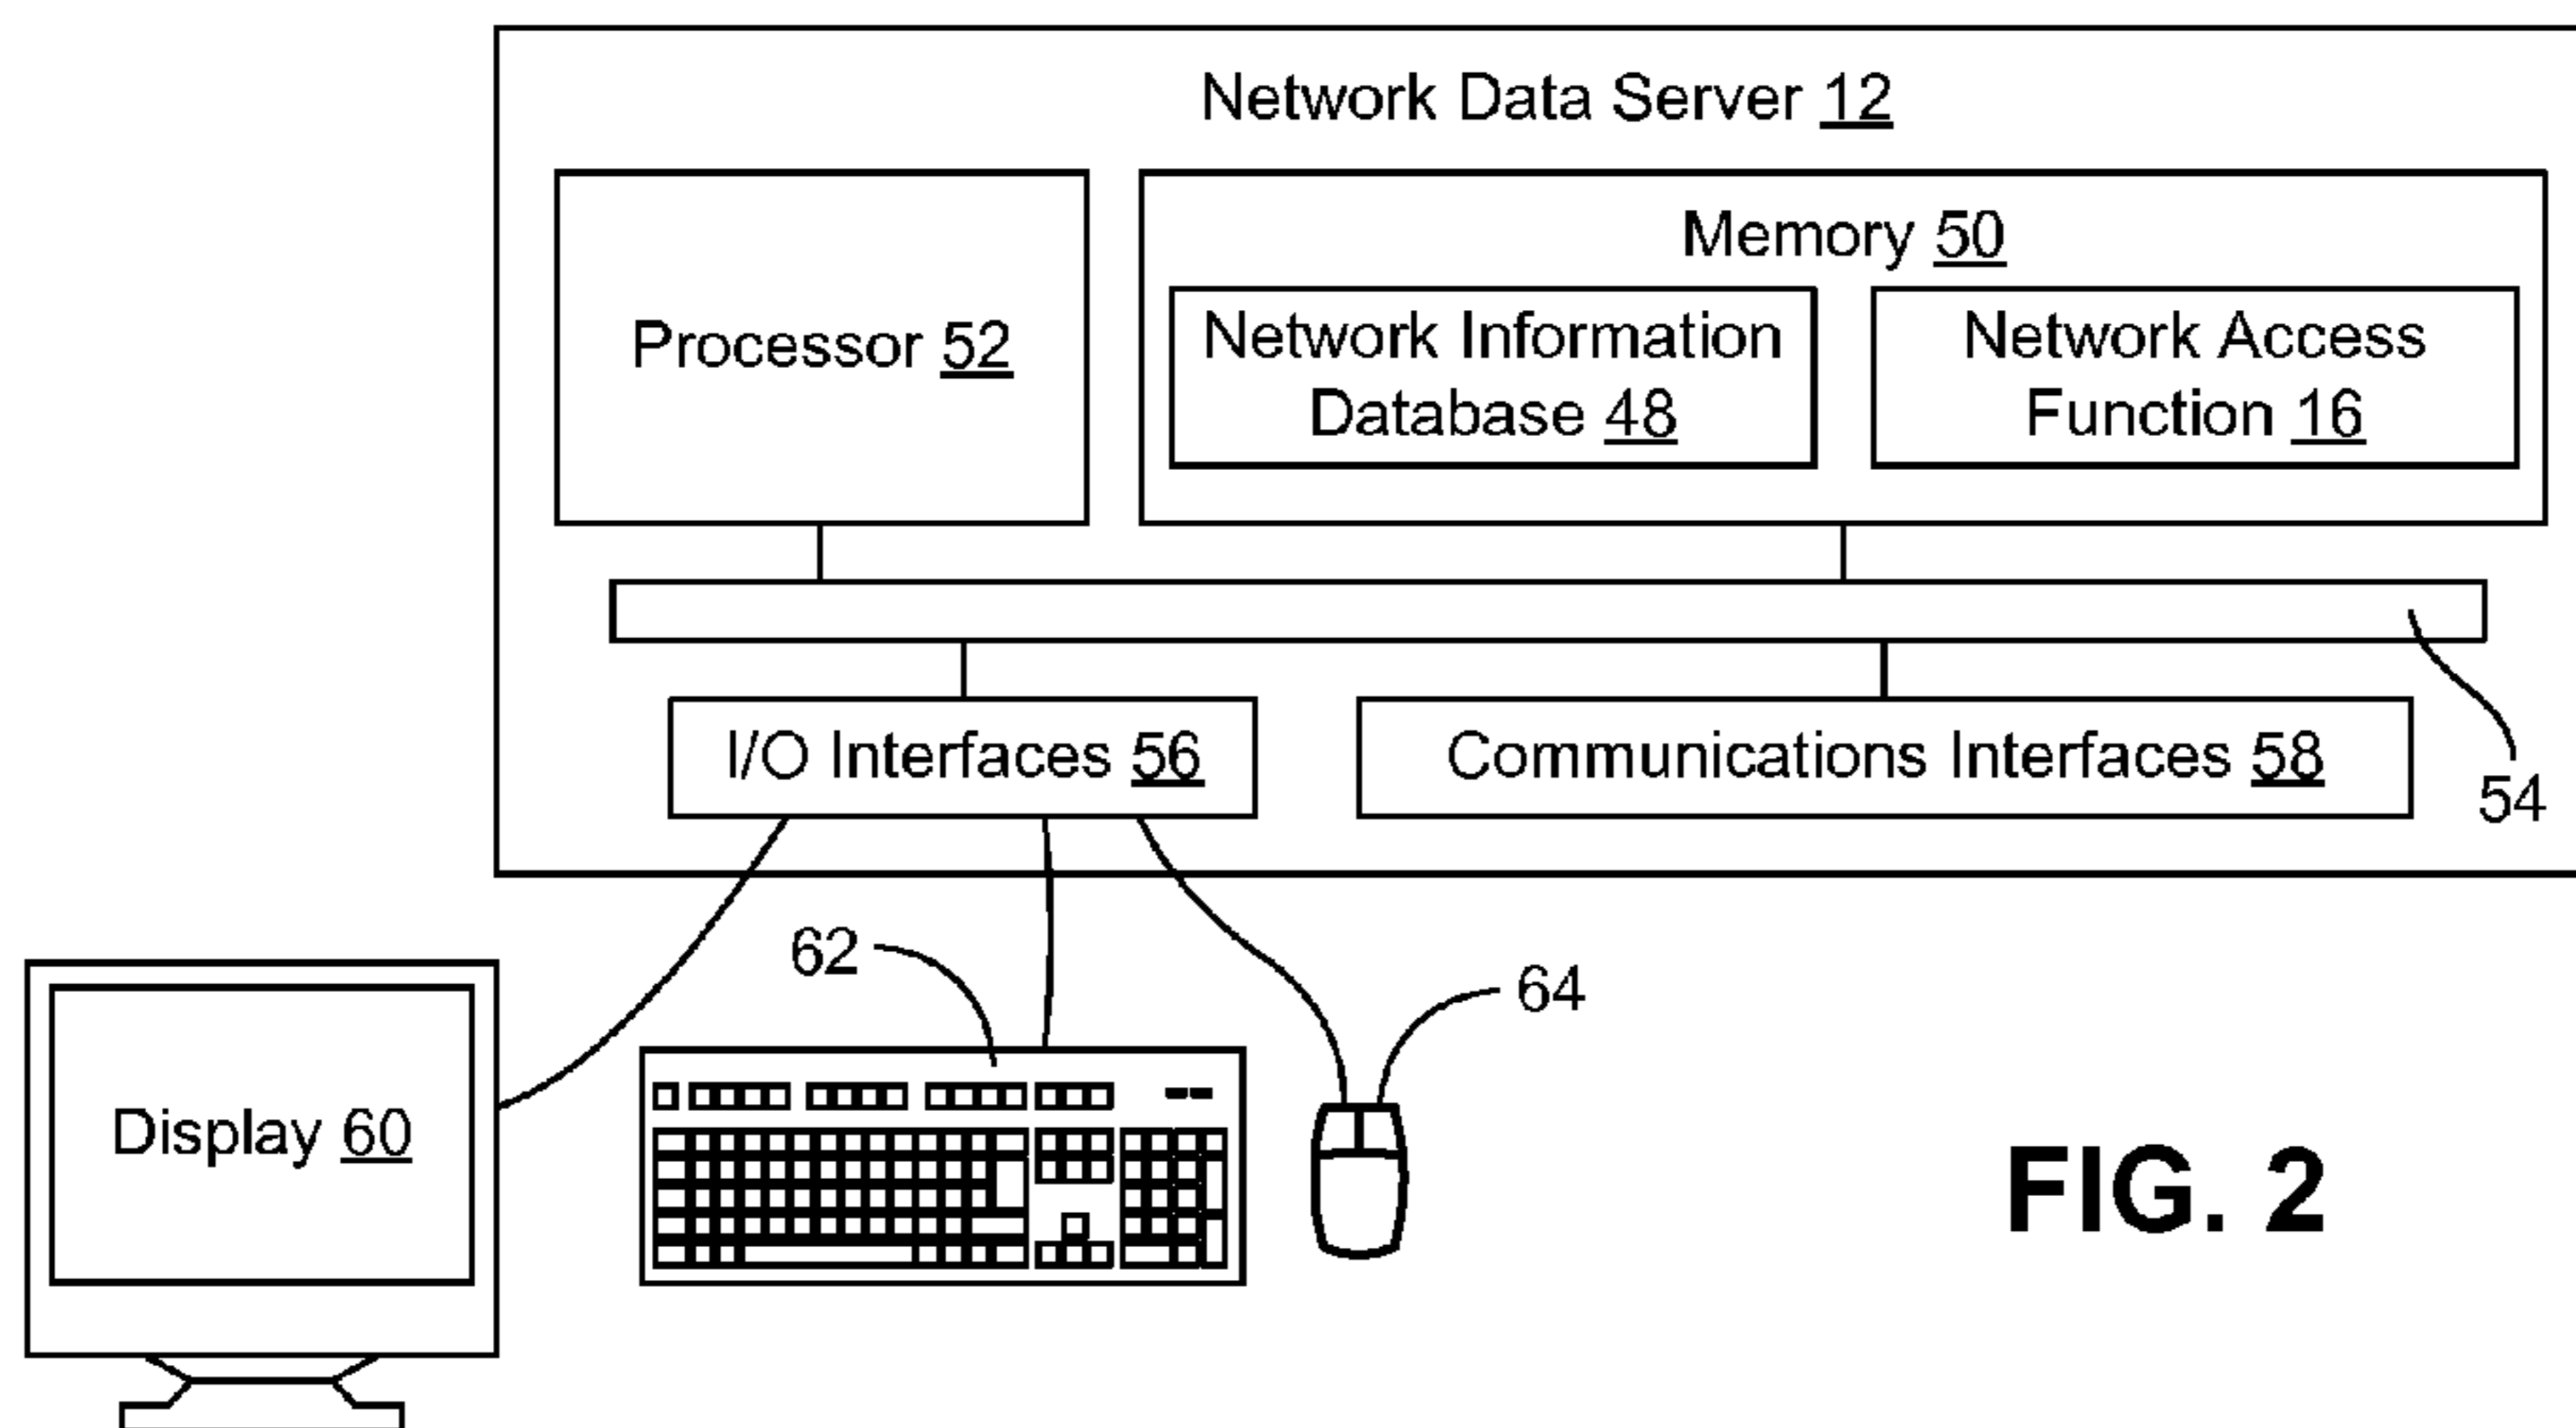 Network Data Server 12
Processor 52
Memory 50
Network Information
Database 48
Network Access
Function 16
I/O Interfaces 56
Communications Interfaces 58
54
62
64
Display 60
FIG. 2